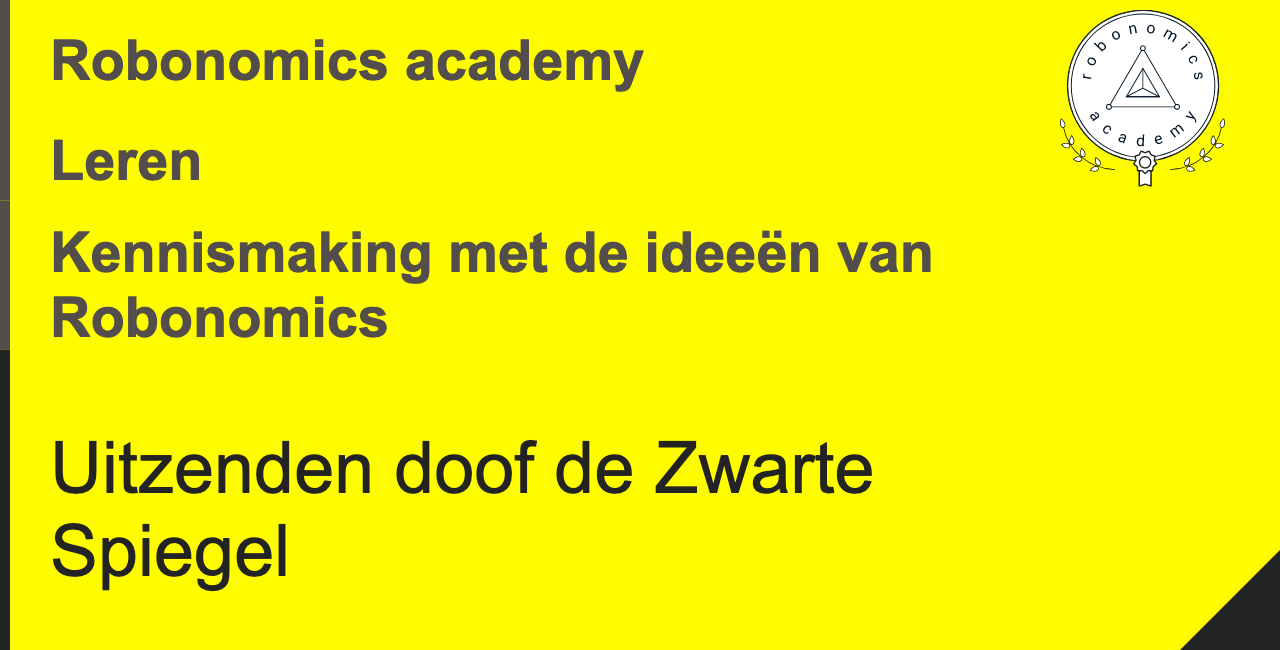 Robonomics academy
robonomics
academy
Leren
Kennismaking met de ideeën van
Robonomics
Uitzenden doof de Zwarte
Spiegel